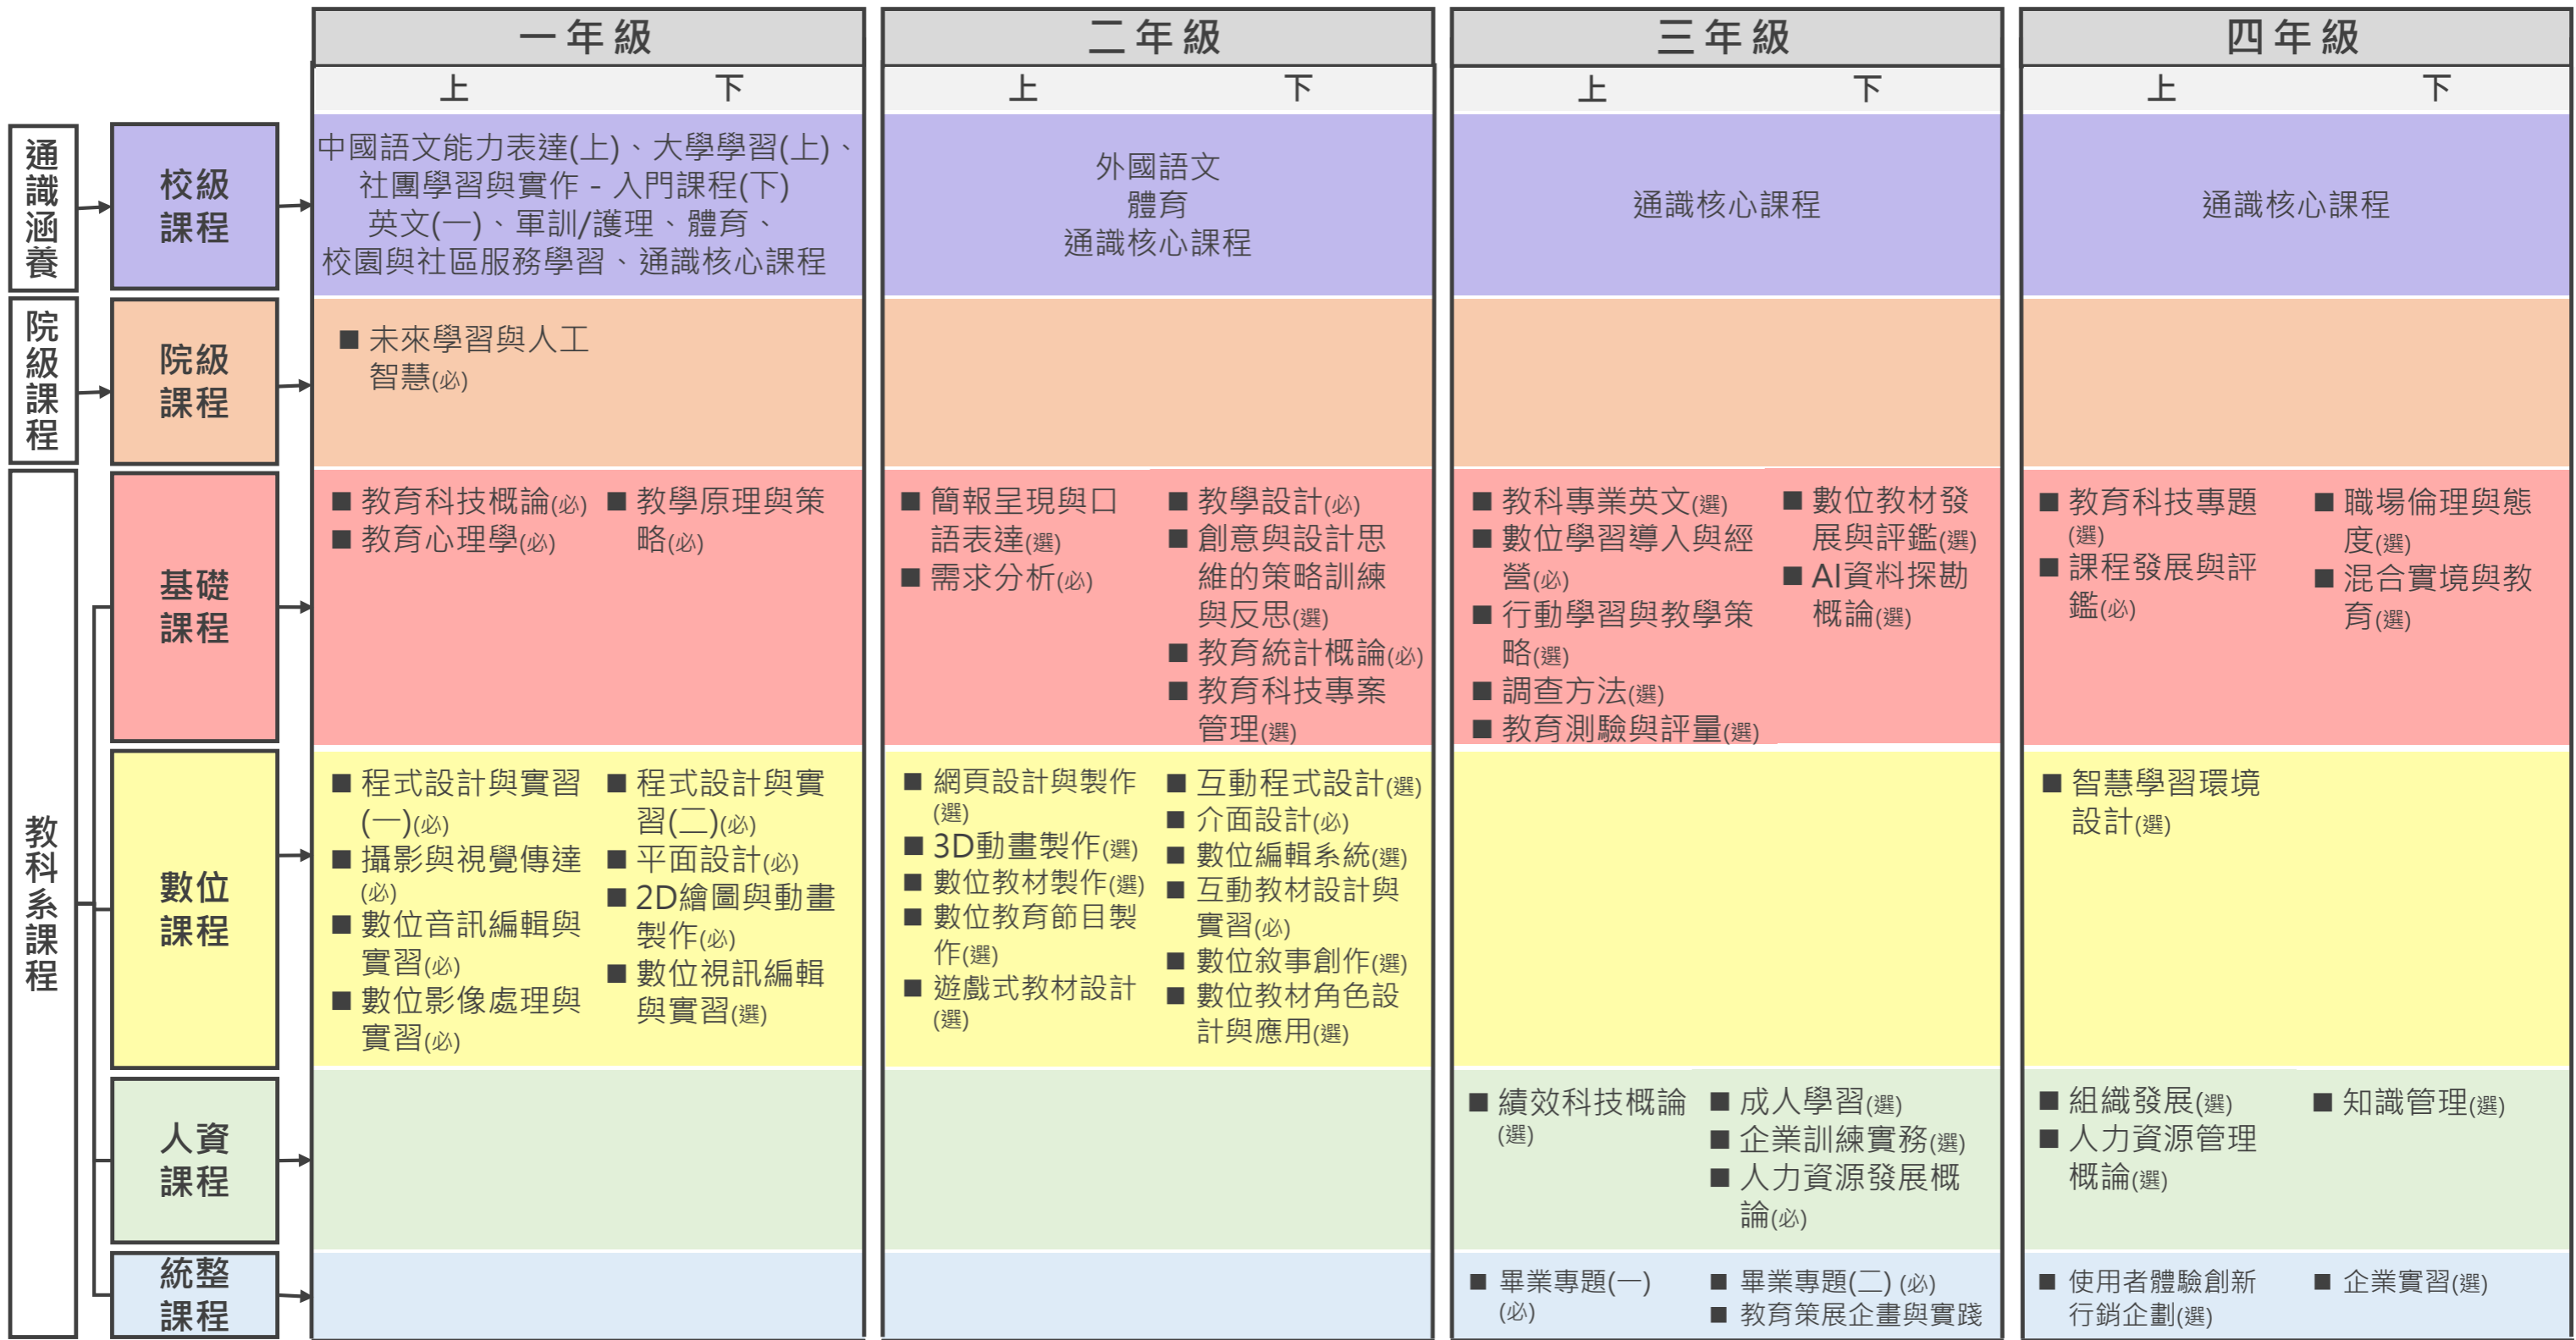 一年級
二年級
三年級
四年級
上
下
上
下
上
下
上
下
通識涵養
校級
課程
中國語文能力表達(上)、大學學習(上)、
社團學習與實作 - 入門課程(下)
英文(一)、軍訓/護理、體育、
校園與社區服務學習、通識核心課程
外國語文
體育
通識核心課程
通識核心課程
通識核心課程
院級課程
院級
課程
■ 未來學習與人工
智慧(必)
教科系課程
基礎
課程
■ 教育科技概論(必)
■ 教育心理學(必)
■ 教學原理與策
略(必)
■ 簡報呈現與口
語表達(選)
■ 需求分析(必)
■ 教學設計(必)
■ 創意與設計思
維的策略訓練
與反思(選)
■ 教育統計概論(必)
■ 教育科技專案
管理(選)
■ 教科專業英文(選)
■ 數位學習導入與經
營(必)
■ 行動學習與教學策
略(選)
■ 調查方法(選)
■ 教育測驗與評量(選)
■ 數位教材發
展與評鑑(選)
■ AI資料探勘
概論(選)
■ 教育科技專題
(選)
■ 課程發展與評
鑑(必)
■ 職場倫理與態
度(選)
■ 混合實境與教
育(選)
數位
課程
■ 程式設計與實習
(一)(必)
■ 攝影與視覺傳達
(必)
■ 數位音訊編輯與
實習(必)
■ 數位影像處理與
實習(必)
■ 程式設計與實
習(二)(必)
■ 平面設計(必)
■ 2D繪圖與動畫
製作(必)
■ 數位視訊編輯
與實習(選)
■ 網頁設計與製作
(選)
■ 3D動畫製作(選)
■ 數位教材製作(選)
■ 數位教育節目製
作(選)
■ 遊戲式教材設計
(選)
■ 互動程式設計(選)
■ 介面設計(必)
■ 數位編輯系統(選)
■ 互動教材設計與
實習(必)
■ 數位敘事創作(選)
■ 數位教材角色設
計與應用(選)
■ 智慧學習環境
設計(選)
人資
課程
■ 績效科技概論
(選)
■ 成人學習(選)
■ 企業訓練實務(選)
■ 人力資源發展概
論(必)
■ 組織發展(選)
■ 人力資源管理
概論(選)
■ 知識管理(選)
統整
課程
■ 畢業專題(一)
(必)
■ 畢業專題(二) (必)
■ 教育策展企畫與實踐
■ 使用者體驗創新
行銷企劃(選)
■ 企業實習(選)